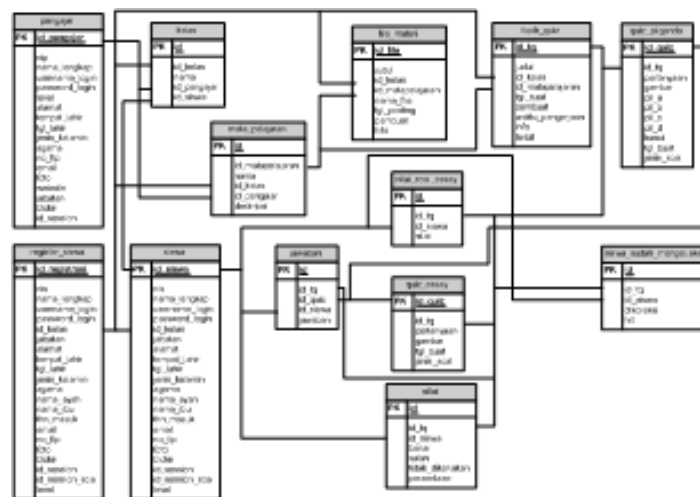 pengajar
PK id_pengajar
nip
nama_lengkap
username_login
password_login
level
alamat
tempat_lahir
tgl_lahir
jenis_kelamin
agama
no_tlp
email
foto
website
jabatan
blokir
id_session
kelas
PK id
id_kelas
nama
id_pengajar
id_siswa
file_materi
PK id_file
judul
id_kelas
id_matapelajaran
nama_file
tgl_posting
pembuat
hits
topik_quiz
PK id_tq
judul
id_kelas
id_matapelajaran
tgl_buat
pembuat
waktu_pengerjaan
info
terbit
quiz_pilganda
PK id_quiz
id_tq
pertanyaan
gambar
pil_a
pil_b
pil_c
pil_d
kunci
tgl_buat
jenis_soal
mata_pelajaran
PK id
id_matapelajaran
nama
id_kelas
id_pengajar
deskripsi
nilai_soal_esay
PK id
id_tq
id_siswa
nilai
register_siswa
PK id_registrasi
nis
nama_lengkap
username_login
password_login
id_kelas
jabatan
alamat
tempat_lahir
tgl_lahir
jenis_kelamin
agama
nama_ayah
nama_ibu
th_masuk
email
no_tlp
foto
blokir
id_session
id_session_soal
level
siswa
PK id_siswa
nis
nama_lengkap
username_login
password_login
id_kelas
jabatan
alamat
tempat_lahir
tgl_lahir
jenis_kelamin
agama
nama_ayah
nama_ibu
th_masuk
email
no_tlp
foto
blokir
id_session
id_session_soal
level
jawaban
PK id
id_tq
id_quiz
id_siswa
jawaban
quiz_esay
PK id_quiz
id_tq
pertanyaan
gambar
tgl_buat
jenis_soal
siswa_sudah_mengerjakan
PK id
id_tq
id_siswa
dikoreksi
hits
nilai
PK id
id_tq
id_siswa
benar
salah
tidak_dikerjakan
persentase